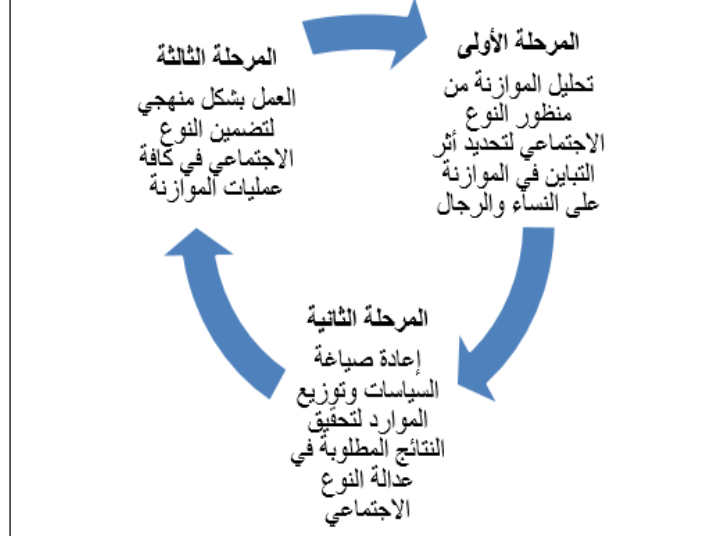 المرحلة الأولى
تحليل الموازنة من
منظور النوع
الاجتماعي لتحديد أثر
التباين في الموازنة
على النساء والرجال
المرحلة الثانية
إعادة صياغة
السياسات وتوزيع
الموارد لتحقيق
النتائج المطلوبة في
عدالة النوع
الاجتماعي
المرحلة الثالثة
العمل بشكل منهجي
لتضمين النوع
الاجتماعي في كافة
عمليات الموازنة